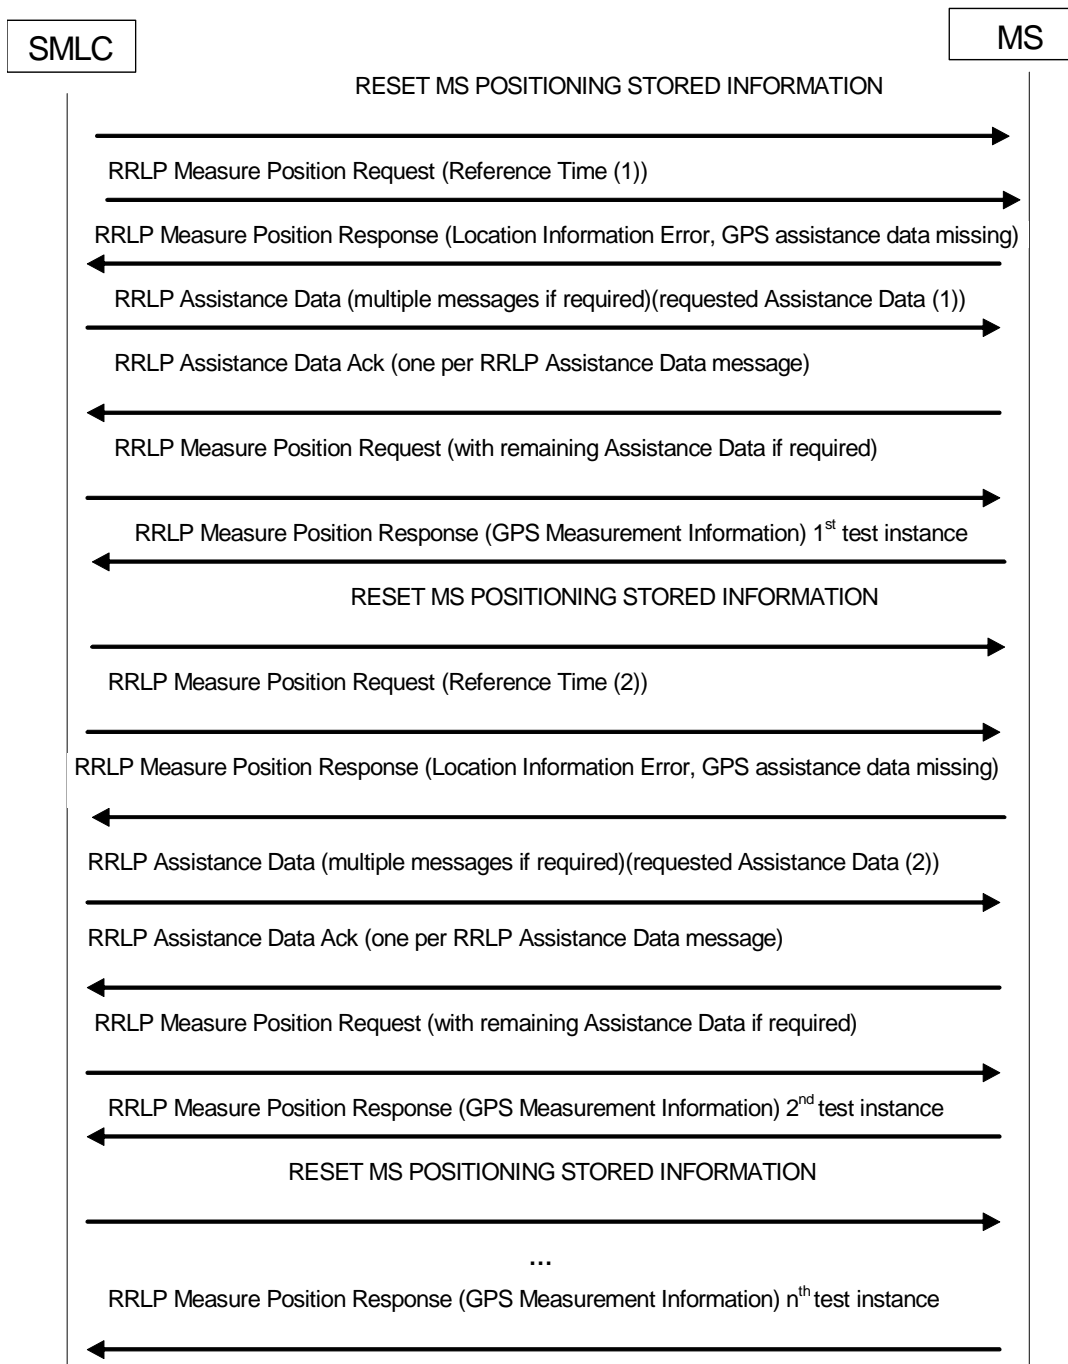 SMLC
MS
RESET MS POSITIONING STORED INFORMATION
RRLP Measure Position Request (Reference Time (1))
RRLP Measure Position Response (Location Information Error, GPS assistance data missing)
RRLP Assistance Data (multiple messages if required)(requested Assistance Data (1))
RRLP Assistance Data Ack (one per RRLP Assistance Data message)
RRLP Measure Position Request (with remaining Assistance Data if required)
RRLP Measure Position Response (GPS Measurement Information) 1st test instance
RESET MS POSITIONING STORED INFORMATION
RRLP Measure Position Request (Reference Time (2))
RRLP Measure Position Response (Location Information Error, GPS assistance data missing)
RRLP Assistance Data (multiple messages if required)(requested Assistance Data (2))
RRLP Assistance Data Ack (one per RRLP Assistance Data message)
RRLP Measure Position Request (with remaining Assistance Data if required)
RRLP Measure Position Response (GPS Measurement Information) 2nd test instance
RESET MS POSITIONING STORED INFORMATION
...
RRLP Measure Position Response (GPS Measurement Information) nth test instance